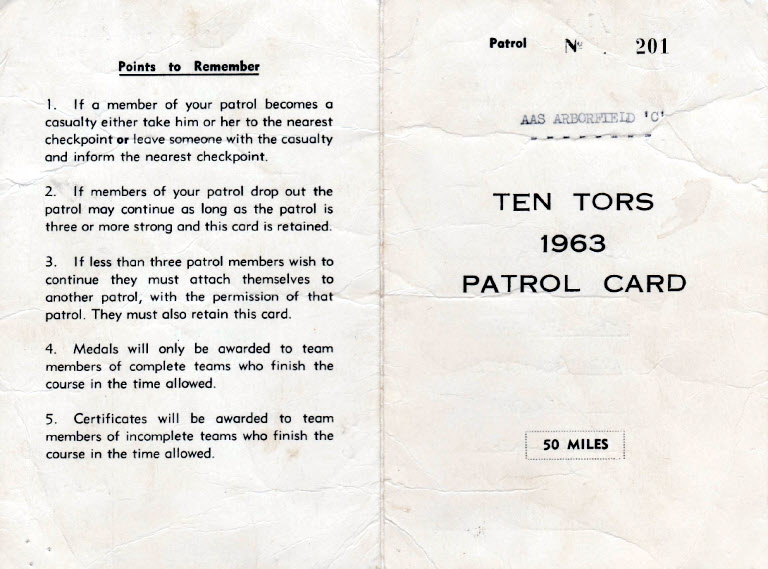 Points to Remember
1. If a member of your patrol becomes a
casualty either take him or her to the nearest
checkpoint or leave someone with the casualty
and inform the nearest checkpoint.
2. If members of your patrol drop out the
patrol may continue as long as the patrol is
three or more strong and this card is retained.
3. If less than three patrol members wish to
continue they must attach themselves to
another patrol, with the permission of that
patrol. They must also retain this card.
4. Medals will only be awarded to team
members of complete teams who finish the
course in the time allowed.
5. Certificates will be awarded to team
members of incomplete teams who finish the
course in the time allowed.
Patrol Nº . 201
AAS ARBORFIELD 'C'
TEN TORS
1963
PATROL CARD
50 MILES